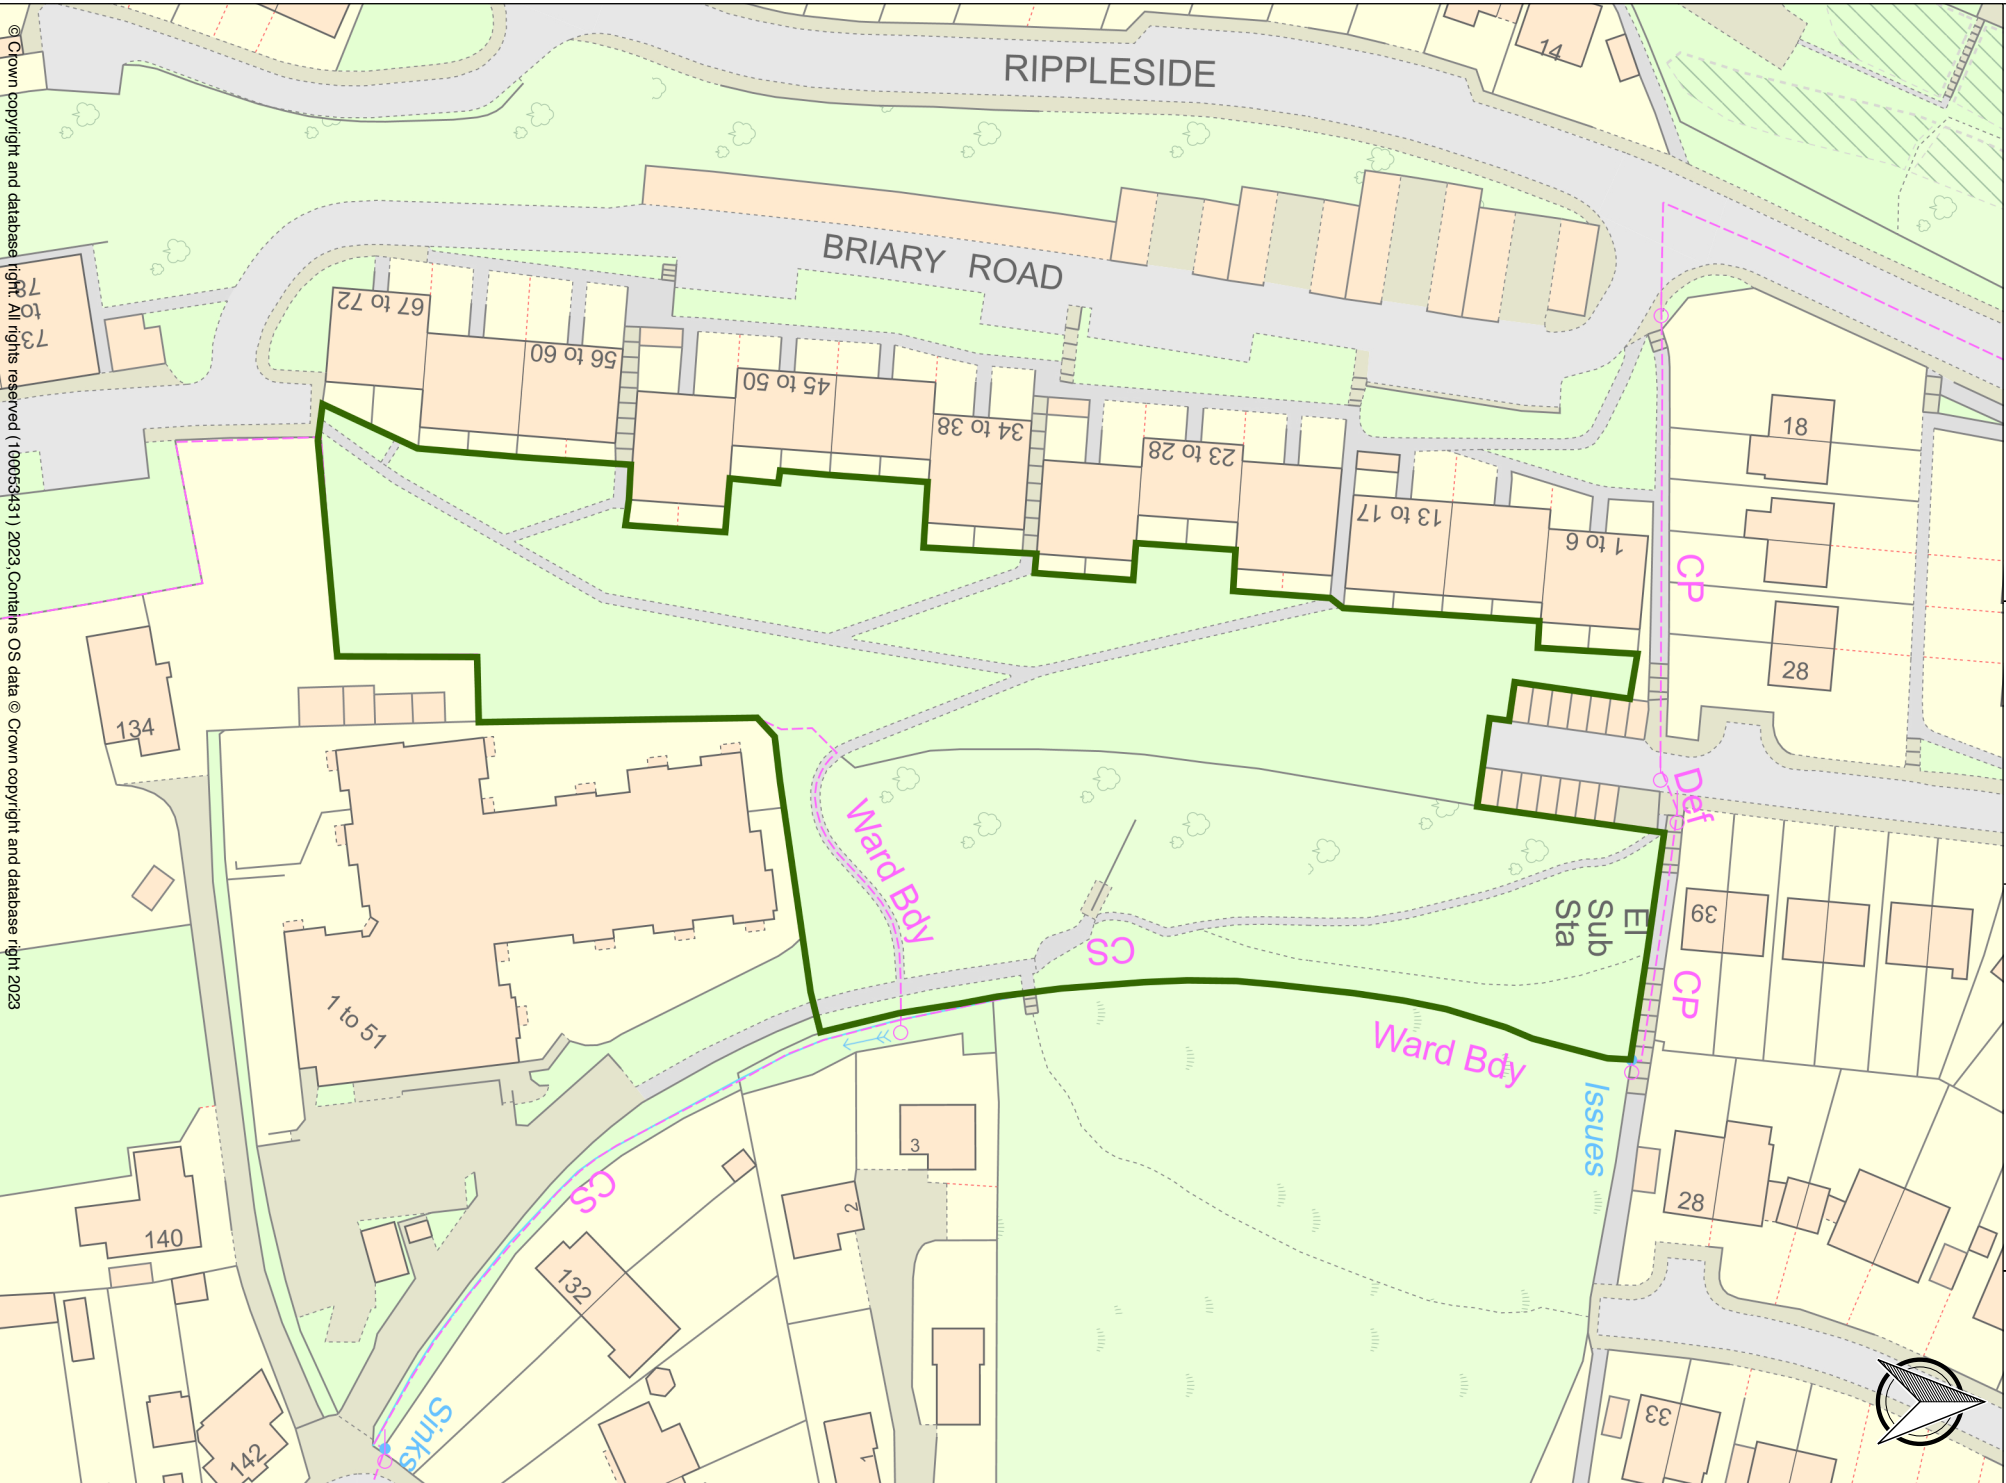 © Crown copyright and database right. All rights reserved (100053431) 2023,Contains OS data © Crown copyright and database right 2023
RIPPLESIDE
14
BRIARY ROAD
73
to
78
67 to 72
56 to 60
45 to 50
34 to 38
23 to 28
13 to 17
1 to 6
18
CP
28
134
Def
Ward Bdy
39
El
Sub
Sta
CS
CP
1 to 51
Ward Bdy
Issues
3
CS
2
28
140
132
Sinks
142
1
33